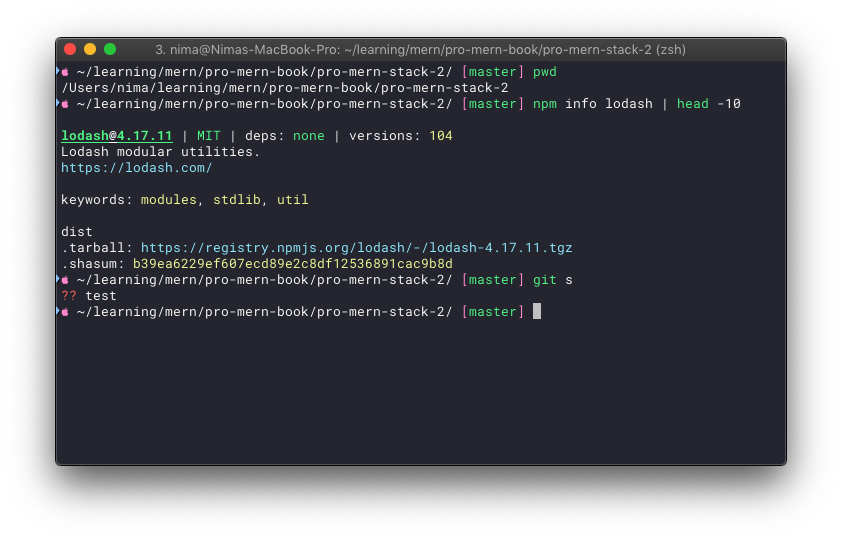 3. nima@Nimas-MacBook-Pro: ~/learning/mern/pro-mern-book/pro-mern-stack-2 (zsh)
~/learning/mern/pro-mern-book/pro-mern-stack-2/ [master] pwd
/Users/nima/learning/mern/pro-mern-book/pro-mern-stack-2
~/learning/mern/pro-mern-book/pro-mern-stack-2/ [master] npm info lodash | head -10
lodash@4.17.11 | MIT | deps: none | versions: 104
Lodash modular utilities.
https://lodash.com/
keywords: modules, stdlib, util
dist
.tarball: https://registry.npmjs.org/lodash/-/lodash-4.17.11.tgz
.shasum: b39ea6229ef607ecd89e2c8df12536891cac9b8d
~/learning/mern/pro-mern-book/pro-mern-stack-2/ [master] git s
?? test
~/learning/mern/pro-mern-book/pro-mern-stack-2/ [master]